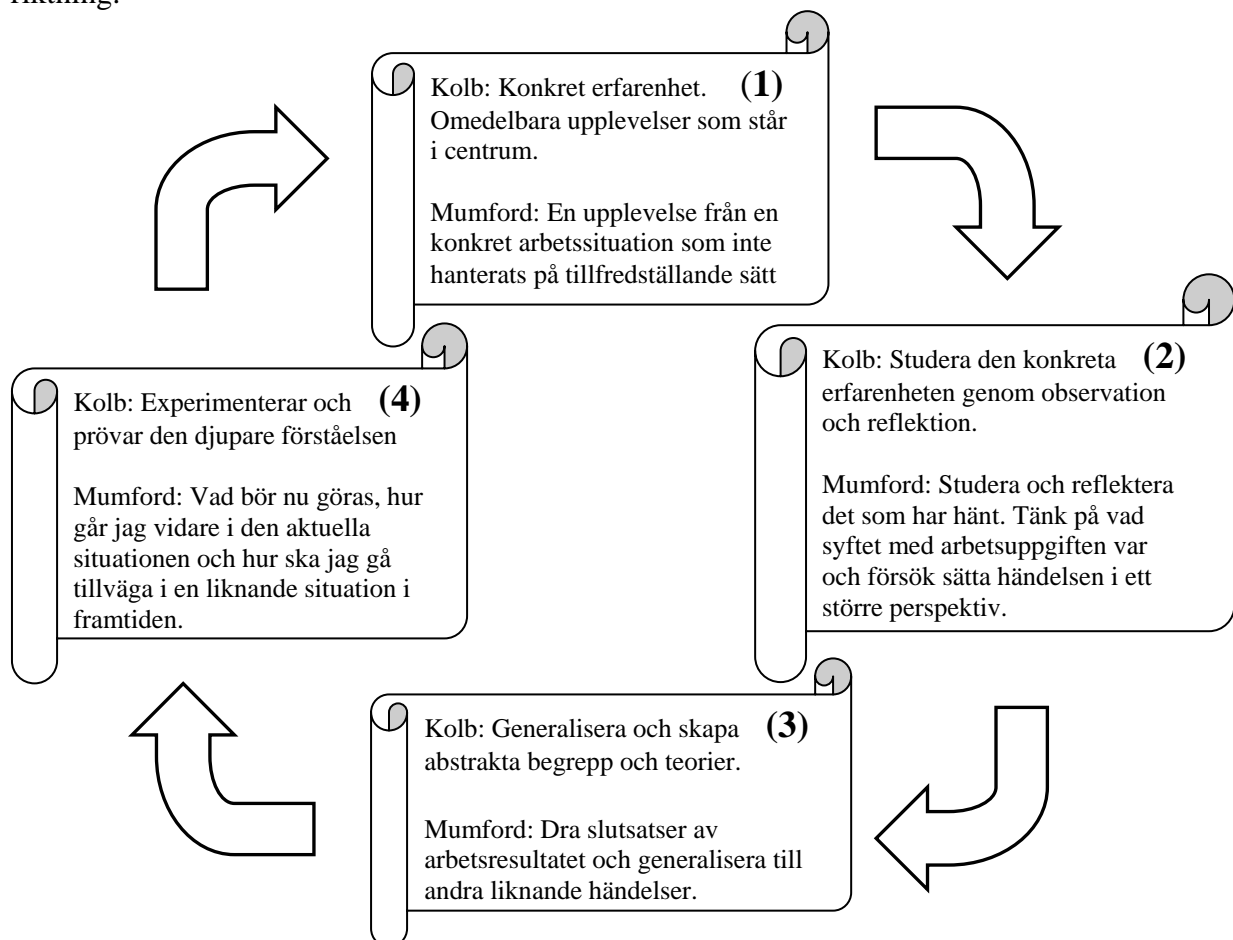 riktning.
Kolb: Konkret erfarenhet. (1)
Omedelbara upplevelser som står
i centrum.
Mumford: En upplevelse från en
konkret arbetssituation som inte
hanterats på tillfredställande sätt
Kolb: Studera den konkreta (2)
erfarenheten genom observation
och reflektion.
Mumford: Studera och reflektera
det som har hänt. Tänk på vad
syftet med arbetsuppgiften var
och försök sätta händelsen i ett
större perspektiv.
Kolb: Generalisera och skapa (3)
abstrakta begrepp och teorier.
Mumford: Dra slutsatser av
arbetsresultatet och generalisera till
andra liknande händelser.
Kolb: Experimenterar och (4)
prövar den djupare förståelsen
Mumford: Vad bör nu göras, hur
går jag vidare i den aktuella
situationen och hur ska jag gå
tillväga i en liknande situation i
framtiden.